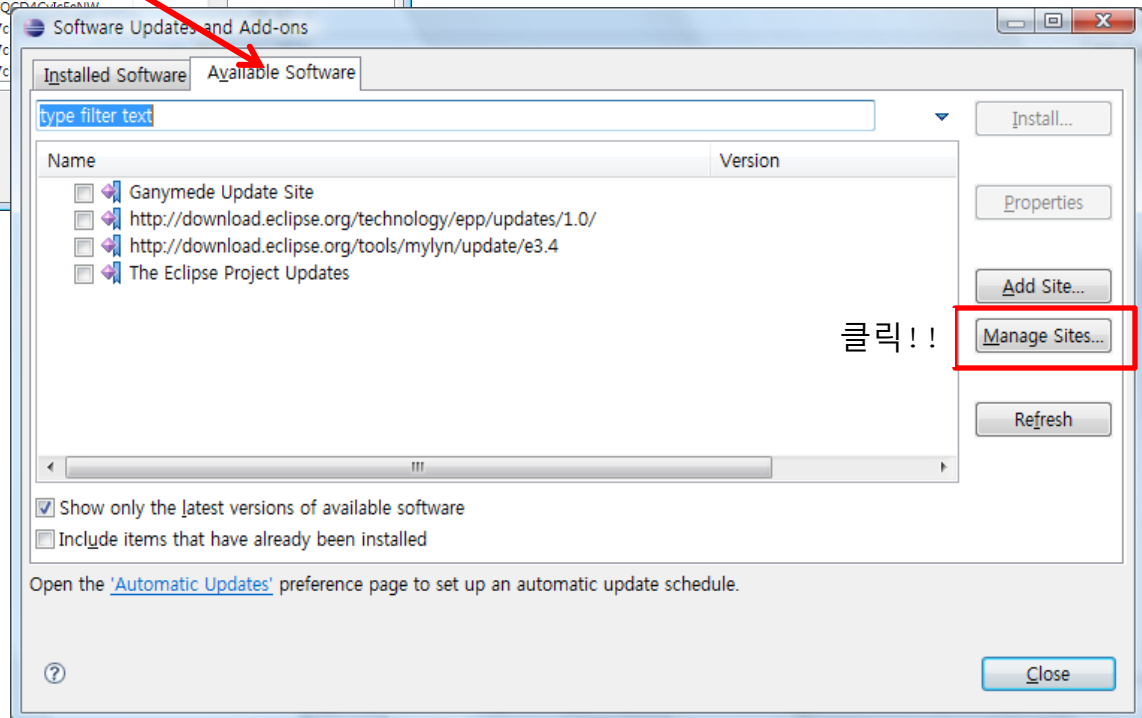 Software Updates and Add-ons
Installed Software Available Software
type filter text
Install...
Name Version
Ganymede Update Site
http://download.eclipse.org/technology/epp/updates/1.0/
Properties
http://download.eclipse.org/tools/mylyn/update/e3.4
The Eclipse Project Updates
Add Site...
클릭!! Manage Sites...
Refresh
Show only the latest versions of available software
Include items that have already been installed
Open the 'Automatic Updates' preference page to set up an automatic update schedule.
Close